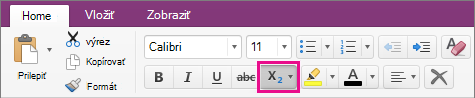 Home Vložiť Zobraziť
Prilepiť
výrez
Kopírovať
Formát
Calibri 11
B I U abc X2 A